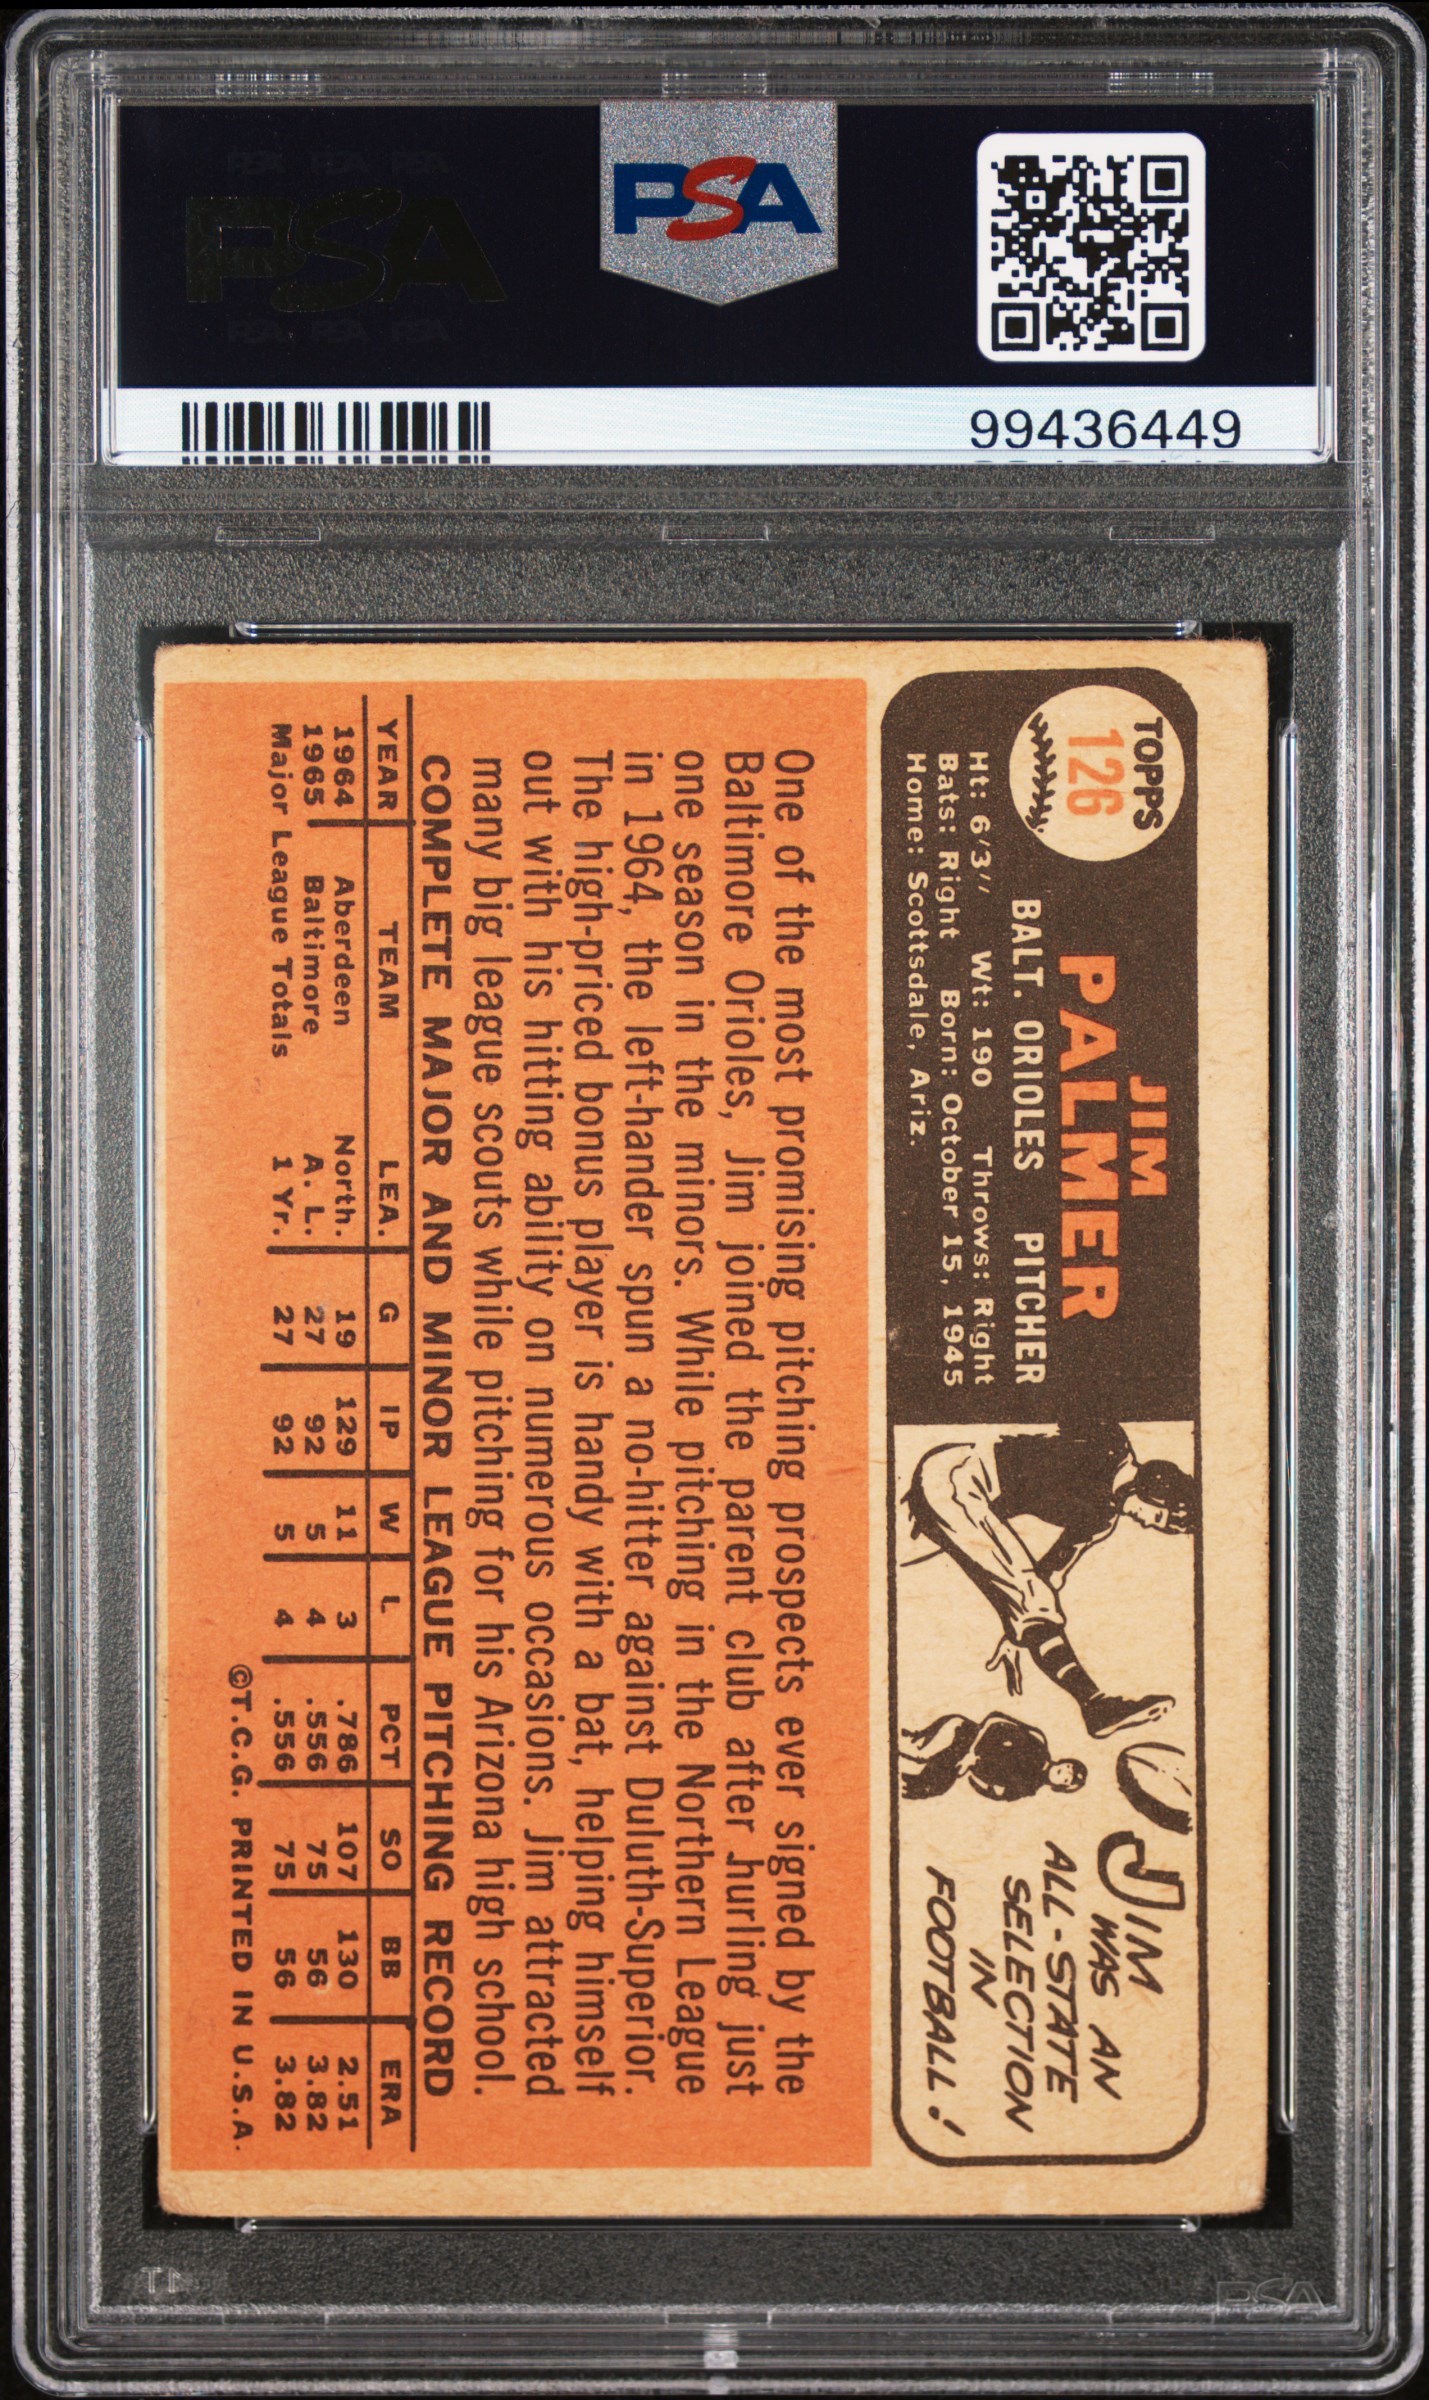 PSA
PSA
99436449
TOPPS
126
JIM
PALMER
BALT. ORIOLES PITCHER
Ht: 6'3" Wt: 190 Throws: Right
Bats: Right Born: October 15, 1945
Home: Scottsdale, Ariz.
JIM
WAS AN
ALL-STATE
SELECTION
IN
FOOTBALL!
One of the most promising pitching prospects ever signed by the
Baltimore Orioles, Jim joined the parent club after hurling just
one season in the minors. While pitching in the Northern League
in 1964, the left-hander spun a no-hitter against Duluth-Superior.
The high-priced bonus player is handy with a bat, helping himself
out with his hitting ability on numerous occasions. Jim attracted
many big league scouts while pitching for his Arizona high school.
COMPLETE MAJOR AND MINOR LEAGUE PITCHING RECORD
YEAR TEAM LEA. G IP W L PCT SO BB ERA
1964 Aberdeen North. 19 129 11 3 .786 107 130 2.51
1965 Baltimore A. L. 27 92 5 4 .556 75 56 3.82
Major League Totals 1 Yr. 27 92 5 4 .556 75 56 3.82
©T.C.G. PRINTED IN U.S.A.
PSA